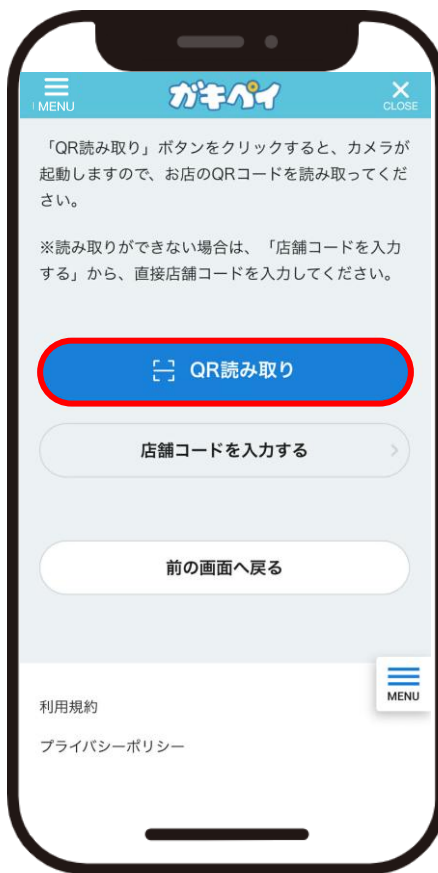 MENU
ガキペイ
CLOSE
「QR読み取り」ボタンをクリックすると、カメラが
起動しますので、お店のQRコードを読み取ってくだ
さい。
※読み取りができない場合は、「店舗コードを入力
する」から、直接店舗コードを入力してください。
QR読み取り
店舗コードを入力する
前の画面へ戻る
MENU
利用規約
プライバシーポリシー